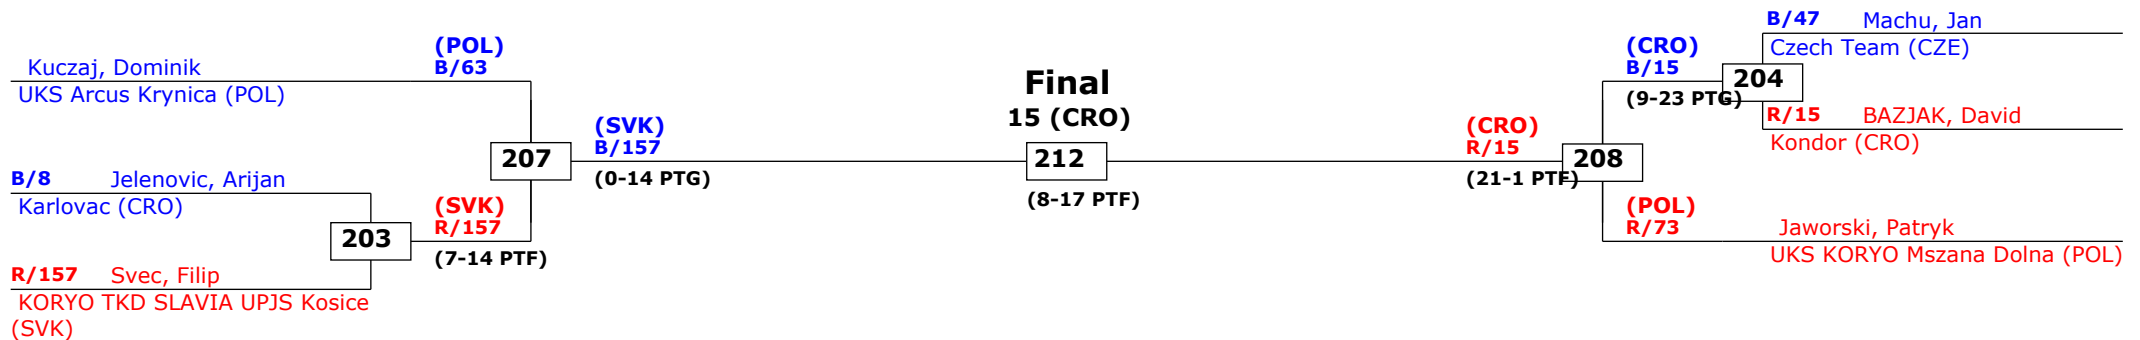 Kuczaj, Dominik
UKS Arcus Krynica (POL)
(POL)
B/63
B/8 Jelenovic, Arijan
Karlovac (CRO)
203
R/157 Svec, Filip
KORYO TKD SLAVIA UPJS Kosice
(SVK)
(SVK)
R/157
(7-14 PTF)
207
(SVK)
B/157
(0-14 PTG)
Final
15 (CRO)
212
(8-17 PTF)
(CRO)
R/15
(21-1 PTF)
208
(CRO)
B/15
(9-23 PTG)
204
B/47 Machu, Jan
Czech Team (CZE)
R/15 BAZJAK, David
Kondor (CRO)
(POL)
R/73
Jaworski, Patryk
UKS KORYO Mszana Dolna (POL)